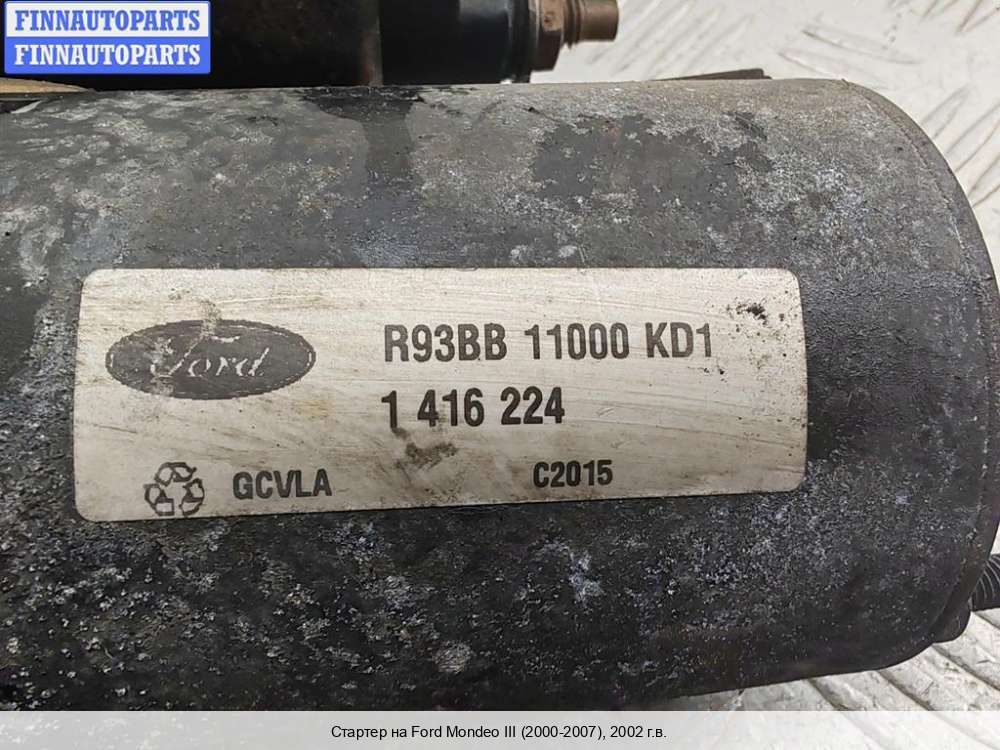 FINNAUTOPARTS
FINNAUTOPARTS
Ford
R93BB 11000 KD1
1 416 224
GCVLA
C2015
Стартер на Ford Mondeo III (2000-2007), 2002 г.в.